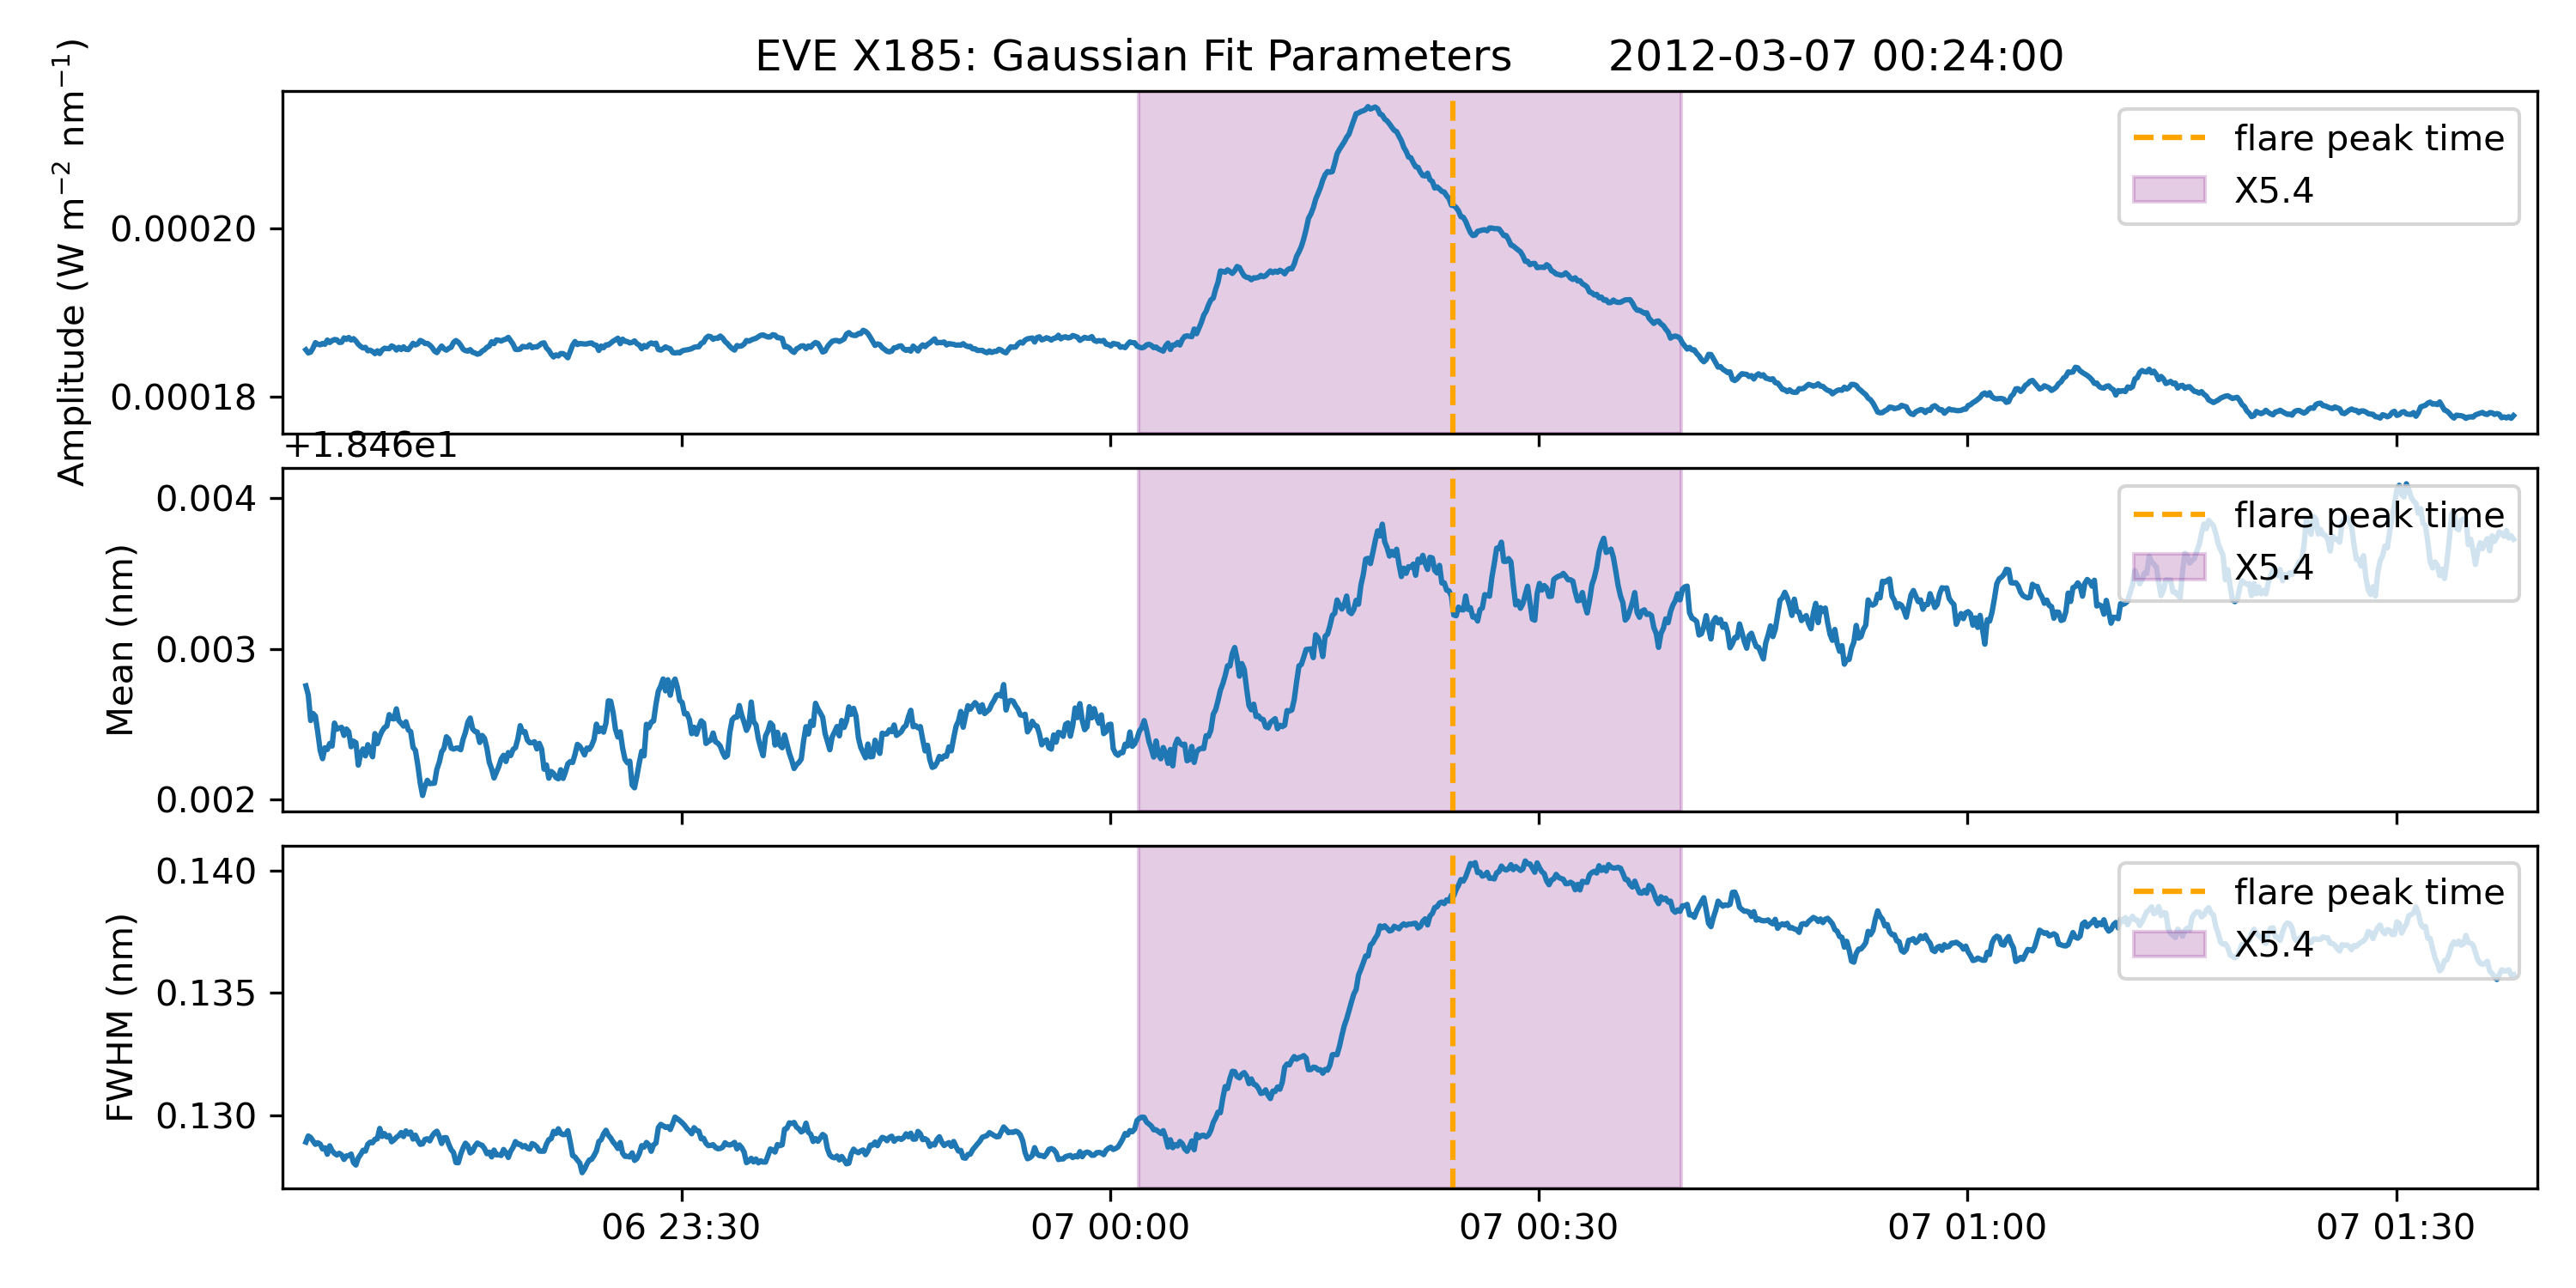 EVE X185: Gaussian Fit Parameters 2012-03-07 00:24:00
Amplitude (W m⁻² nm⁻¹)
0.00020
0.00018
flare peak time
X5.4
+1.846e1
Mean (nm)
0.004
0.003
0.002
flare peak time
X5.4
FWHM (nm)
0.140
0.135
0.130
flare peak time
X5.4
06 23:30 07 00:00 07 00:30 07 01:00 07 01:30